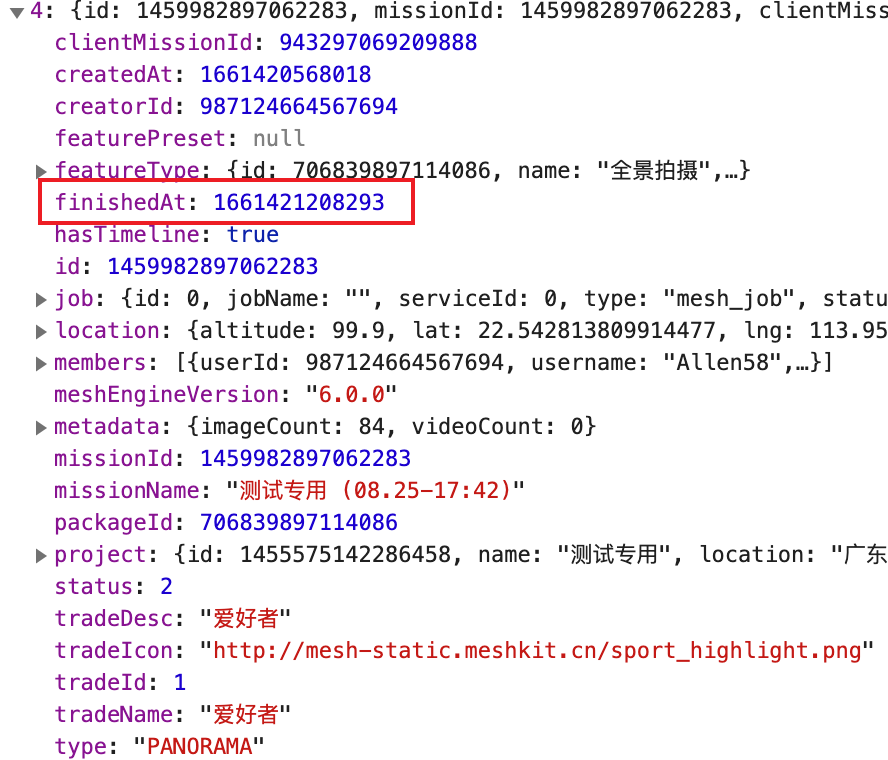 4: {id: 1459982897062283, missionId: 1459982897062283, clientMiss
clientMissionId: 943297069209888
createdAt: 1661420568018
creatorId: 987124664567694
featurePreset: null
featureType: {id: 706839897114086, name: "全景拍摄",…}
finishedAt: 1661421208293
hasTimeline: true
id: 1459982897062283
job: {id: 0, jobName: "", serviceId: 0, type: "mesh_job", statu
location: {altitude: 99.9, lat: 22.542813809914477, lng: 113.95
members: [{userId: 987124664567694, username: "Allen58",…}]
meshEngineVersion: "6.0.0"
metadata: {imageCount: 84, videoCount: 0}
missionId: 1459982897062283
missionName: "测试专用 (08.25-17:42)"
packageId: 706839897114086
project: {id: 1455575142286458, name: "测试专用", location: "广东
status: 2
tradeDesc: "爱好者"
tradeIcon: "http://mesh-static.meshkit.cn/sport_highlight.png"
tradeId: 1
tradeName: "爱好者"
type: "PANORAMA"